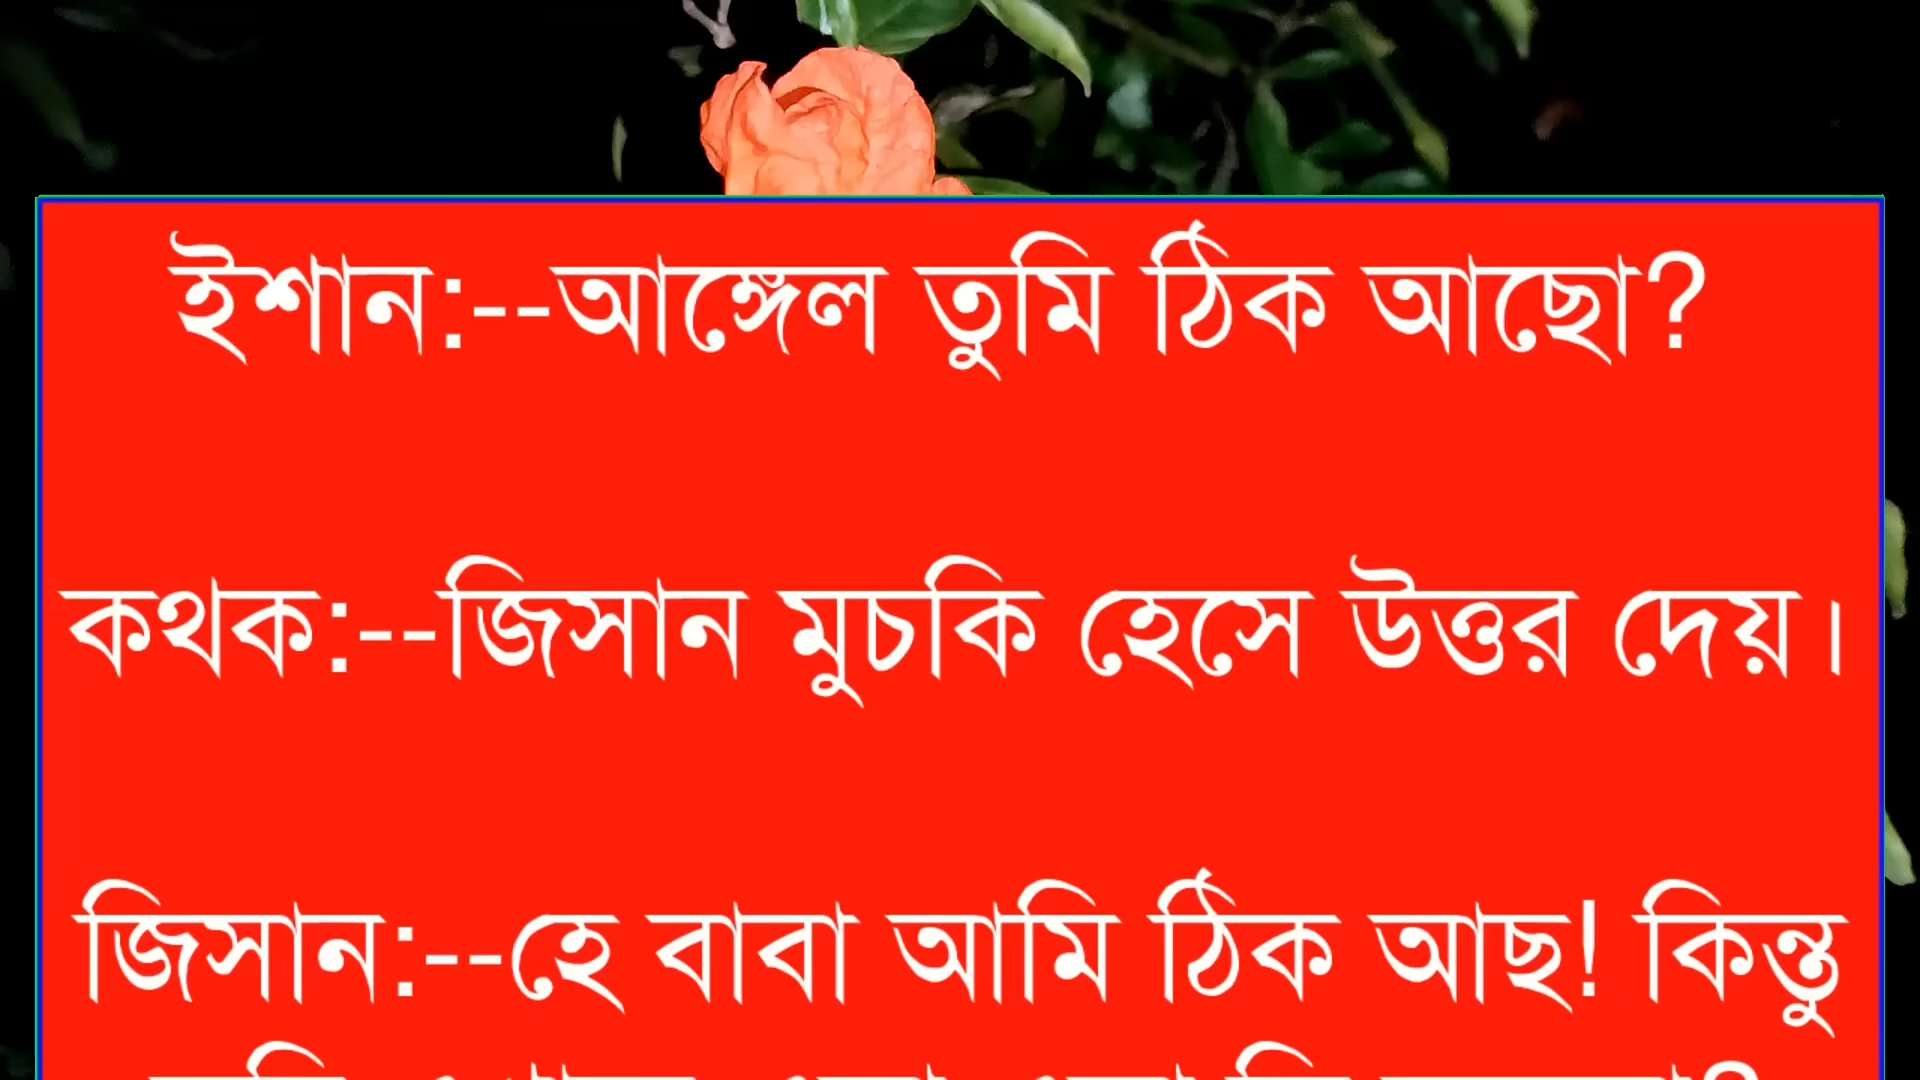 ইশান:--আঙ্গেল তুমি ঠিক আছো?
কথক:--জিসান মুচকি হেসে উত্তর দেয়।
জিসান:--হে বাবা আমি ঠিক আছ! কিন্তু